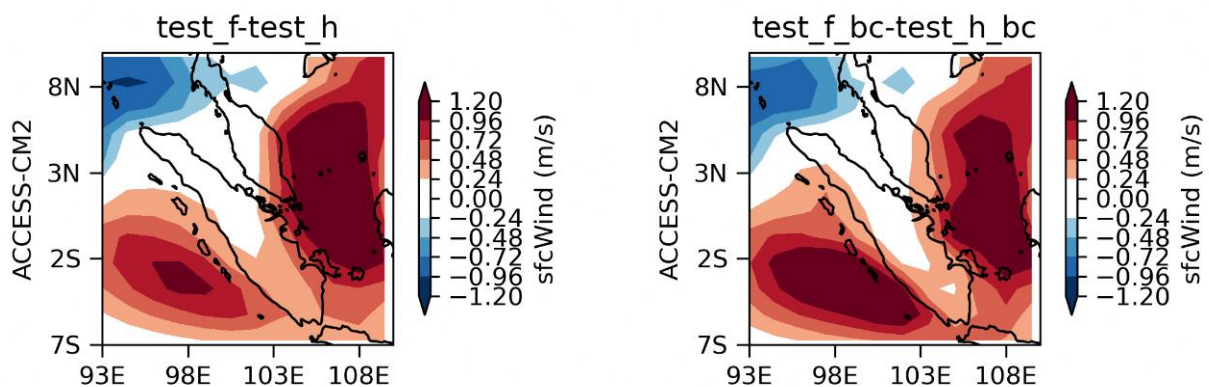 test_f-test_h
ACCESS-CM2
8N
3N
2S
7S
93E 98E 103E 108E
1.20
0.96
0.72
0.48
0.24
0.00
−0.24
−0.48
−0.72
−0.96
−1.20
sfcWind (m/s)
test_f_bc-test_h_bc
ACCESS-CM2
8N
3N
2S
7S
93E 98E 103E 108E
1.20
0.96
0.72
0.48
0.24
0.00
−0.24
−0.48
−0.72
−0.96
−1.20
sfcWind (m/s)